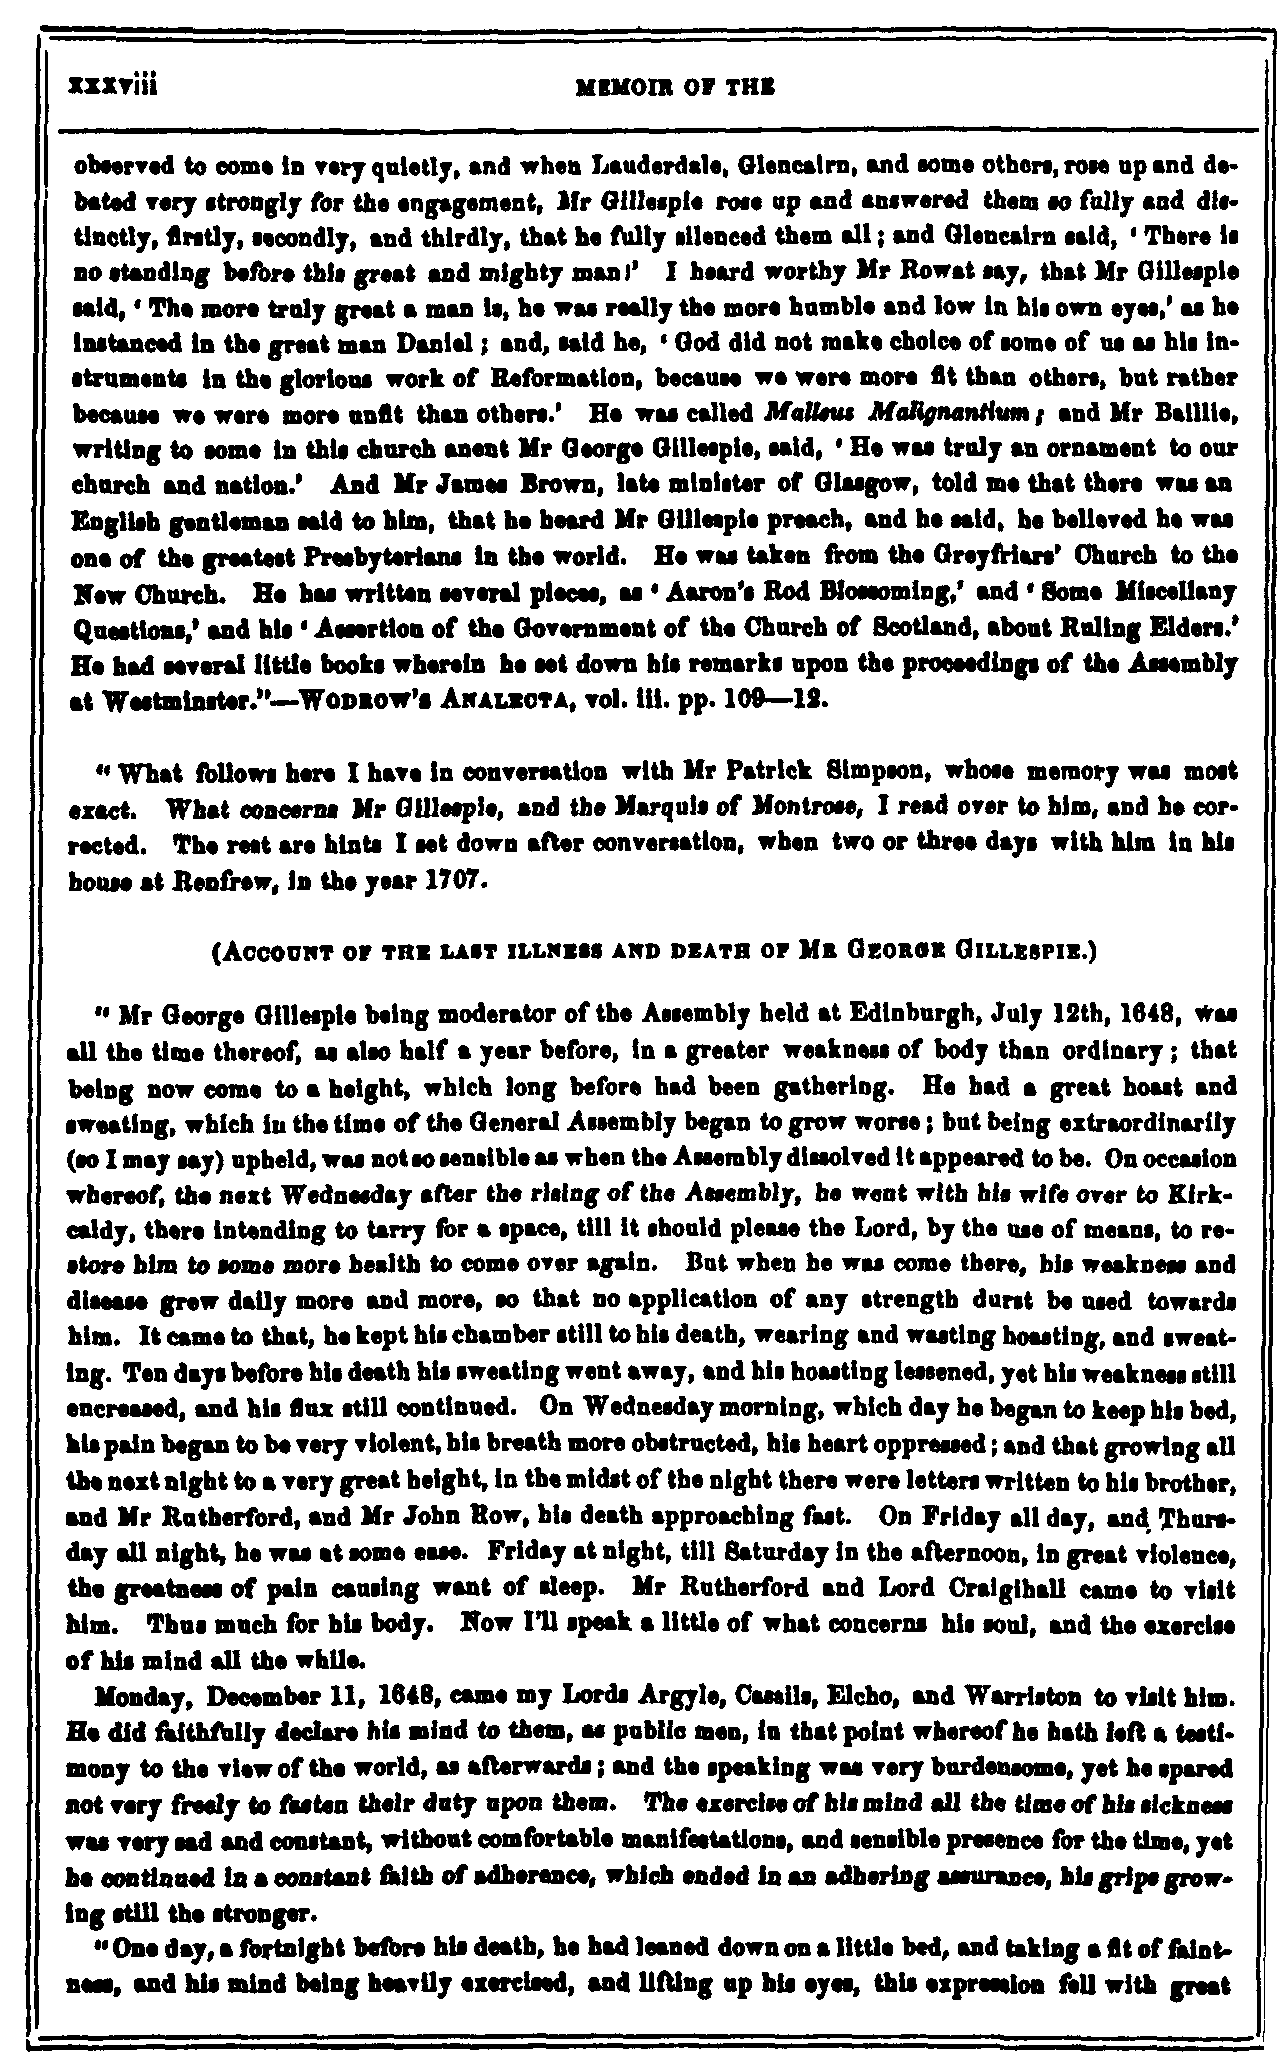 xxxviii MEMOIR OF THE
observed to come in very quietly, and when Lauderdale, Glencairn, and some others, rose up and de-
bated very strongly for the engagement, Mr Gillespie rose up and answered them so fully and dis-
tinctly, firstly, secondly, and thirdly, that he fully silenced them all; and Glencairn said, ‘There is
no standing before this great and mighty man!’ I heard worthy Mr Rowat say, that Mr Gillespie
said, ‘The more truly great a man is, he was really the more humble and low in his own eyes,’ as he
instanced in the great man Daniel; and, said he, ‘God did not make choice of some of us as his in-
struments in the glorious work of Reformation, because we were more fit than others, but rather
because we were more unfit than others.’ He was called Malleus Malignantium; and Mr Baillie,
writing to some in this church anent Mr George Gillespie, said, ‘He was truly an ornament to our
church and nation.’ And Mr James Brown, late minister of Glasgow, told me that there was an
English gentleman said to him, that he heard Mr Gillespie preach, and he said, he believed he was
one of the greatest Presbyterians in the world. He was taken from the Greyfriars’ Church to the
New Church. He has written several pieces, as ‘Aaron’s Rod Blossoming,’ and ‘Some Miscellany
Questions,’ and his ‘Assertion of the Government of the Church of Scotland, about Ruling Elders.’
He had several little books wherein he set down his remarks upon the proceedings of the Assembly
at Westminster.”—WODROW’S ANALECTA, vol. iii. pp. 109—12.
“What follows here I have in conversation with Mr Patrick Simpson, whose memory was most
exact. What concerns Mr Gillespie, and the Marquis of Montrose, I read over to him, and he cor-
rected. The rest are hints I set down after conversation, when two or three days with him in his
house at Renfrew, in the year 1707.
(ACCOUNT OF THE LAST ILLNESS AND DEATH OF MR GEORGE GILLESPIE.)
“Mr George Gillespie being moderator of the Assembly held at Edinburgh, July 12th, 1648, was
all the time thereof, as also half a year before, in a greater weakness of body than ordinary; that
being now come to a height, which long before had been gathering. He had a great hoast and
sweating, which in the time of the General Assembly began to grow worse; but being extraordinarily
(so I may say) upheld, was not so sensible as when the Assembly dissolved it appeared to be. On occasion
whereof, the next Wednesday after the rising of the Assembly, he went with his wife over to Kirk-
caldy, there intending to tarry for a space, till it should please the Lord, by the use of means, to re-
store him to some more health to come over again. But when he was come there, his weakness and
disease grew daily more and more, so that no application of any strength durst be used towards
him. It came to that, he kept his chamber still to his death, wearing and wasting hoasting, and sweat-
ing. Ten days before his death his sweating went away, and his hoasting lessened, yet his weakness still
encreased, and his flux still continued. On Wednesday morning, which day he began to keep his bed,
his pain began to be very violent, his breath more obstructed, his heart oppressed; and that growing all
the next night to a very great height, in the midst of the night there were letters written to his brother,
and Mr Rutherford, and Mr John Row, his death approaching fast. On Friday all day, and Thurs-
day all night, he was at some ease. Friday at night, till Saturday in the afternoon, in great violence,
the greatness of pain causing want of sleep. Mr Rutherford and Lord Craigihall came to visit
him. Thus much for his body. Now I’ll speak a little of what concerns his soul, and the exercise
of his mind all the while.
Monday, December 11, 1648, came my Lords Argyle, Cassils, Elcho, and Warriston to visit him.
He did faithfully declare his mind to them, as public men, in that point whereof he hath left a testi-
mony to the view of the world, as afterwards; and the speaking was very burdensome, yet he spared
not very freely to fasten their duty upon them. The exercise of his mind all the time of his sickness
was very sad and constant, without comfortable manifestations, and sensible presence for the time, yet
he continued in a constant faith of adherence, which ended in an adhering assurance, his grips grow-
ing still the stronger.
“One day, a fortnight before his death, he had leaned down on a little bed, and taking a fit of faint-
ness, and his mind being heavily exercised, and lifting up his eyes, this expression fell with great